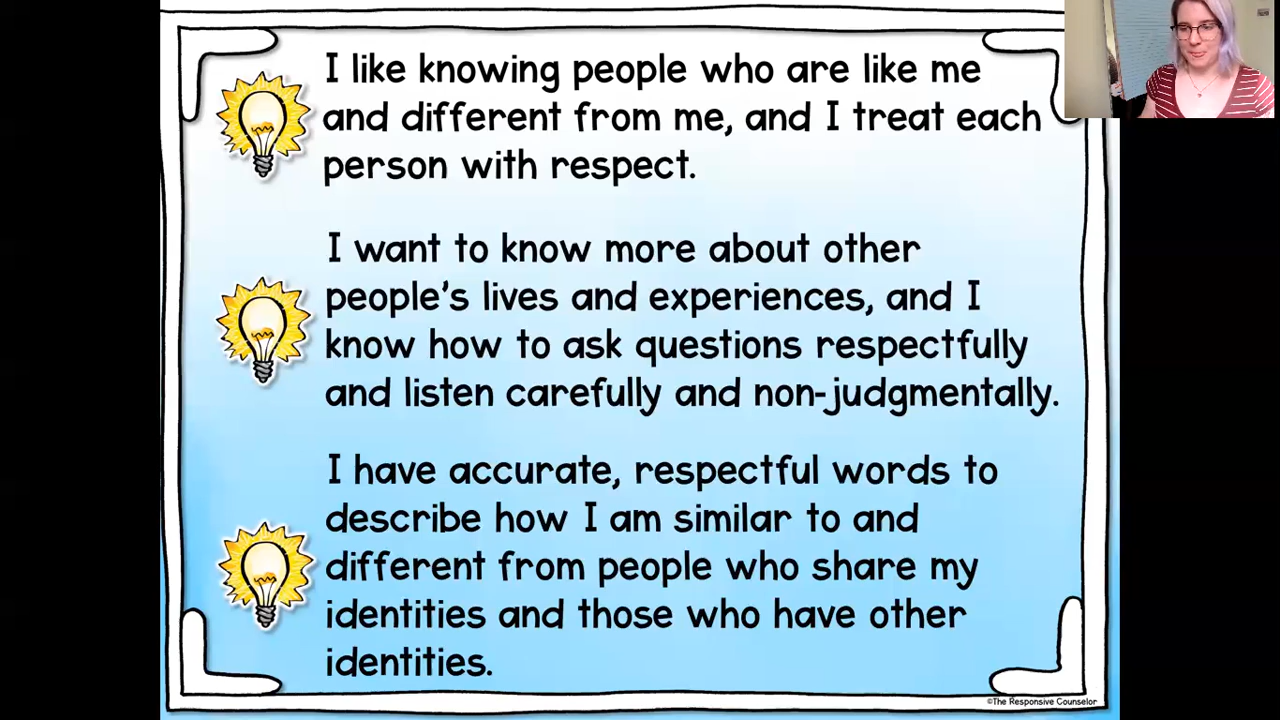 I like knowing people who are like me
and different from me, and I treat each
person with respect.
I want to know more about other
people's lives and experiences, and I
know how to ask questions respectfully
and listen carefully and non-judgmentally.
I have accurate, respectful words to
describe how I am similar to and
different from people who share my
identities and those who have other
identities.
©The Responsive Counselor